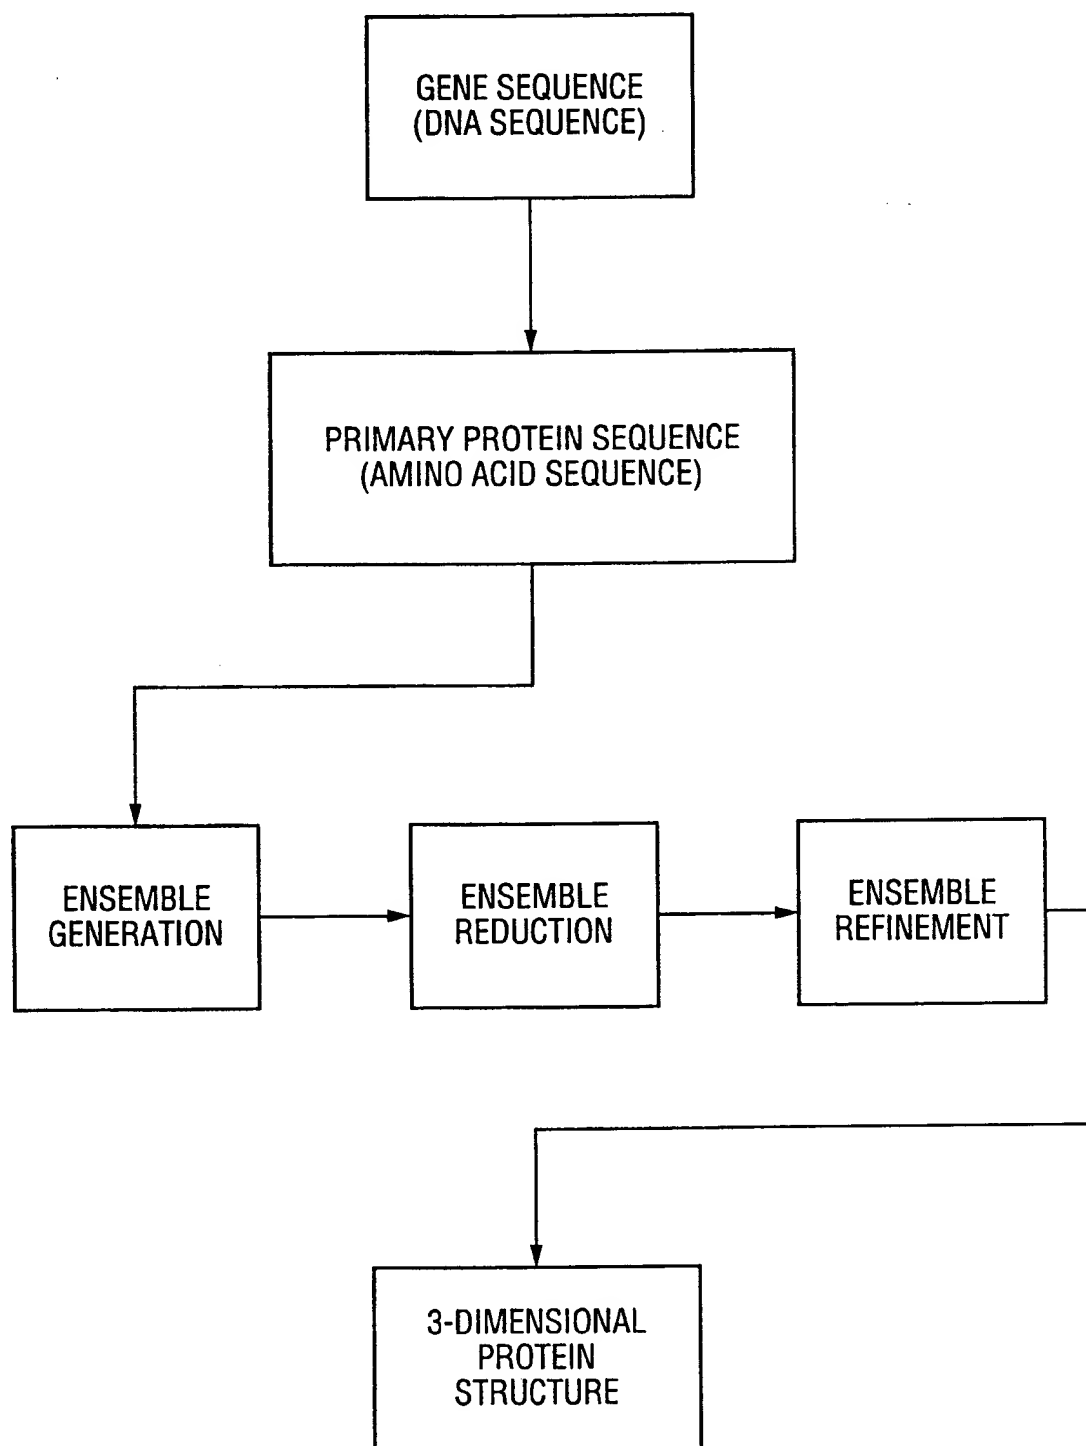 GENE SEQUENCE
(DNA SEQUENCE)
PRIMARY PROTEIN SEQUENCE
(AMINO ACID SEQUENCE)
ENSEMBLE
GENERATION
ENSEMBLE
REDUCTION
ENSEMBLE
REFINEMENT
3-DIMENSIONAL
PROTEIN
STRUCTURE